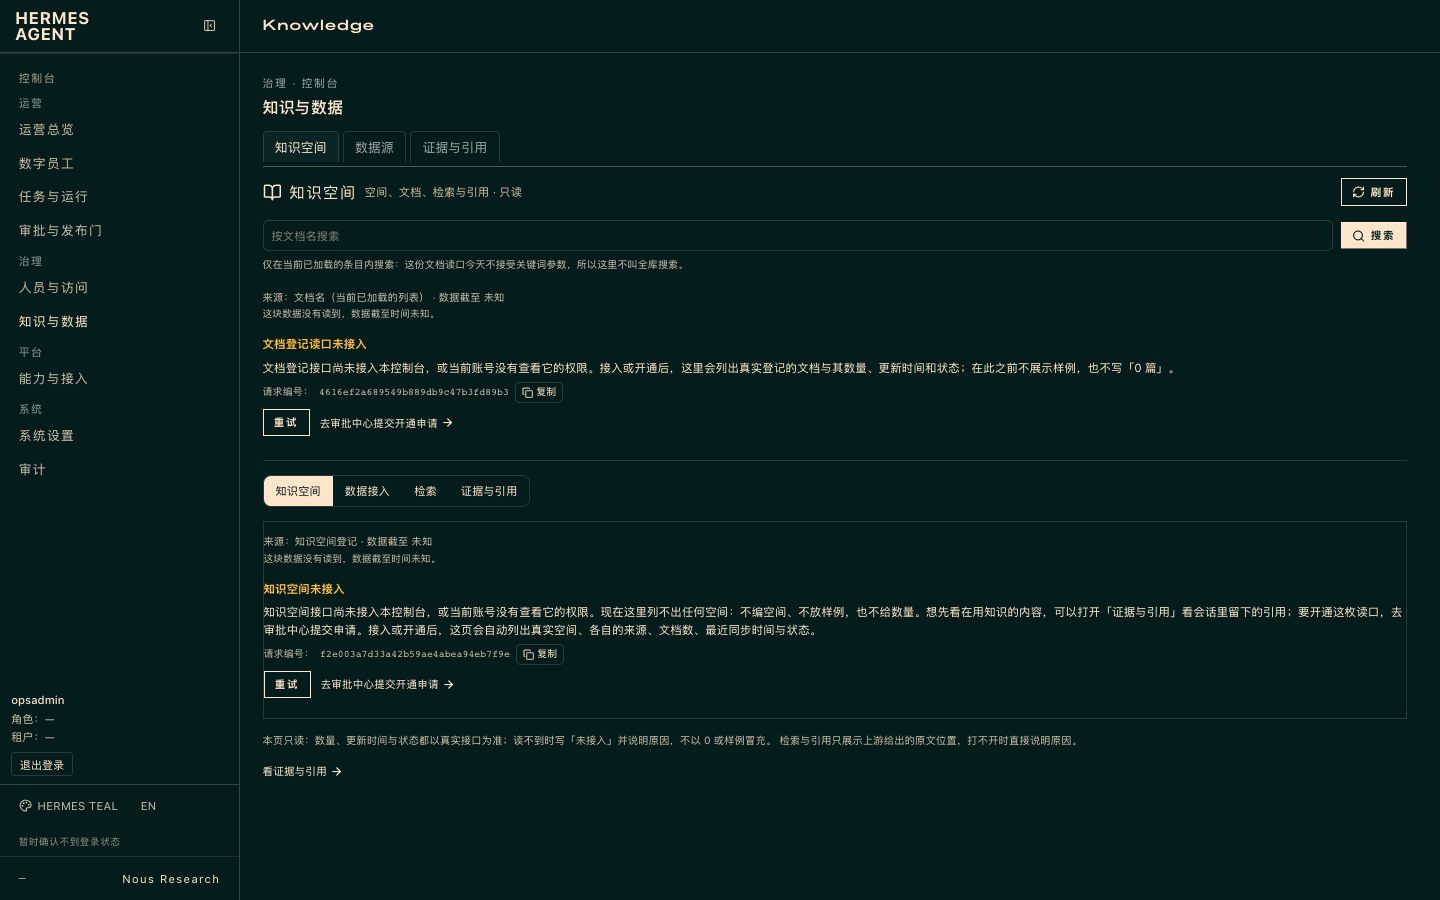 HERMES
AGENT
Knowledge
控制台
运营
运营总览
数字员工
任务与运行
审批与发布门
治理
人员与访问
知识与数据
平台
能力与接入
系统
系统设置
审计
opsadmin
角色: —
租户: —
退出登录
HERMES TEAL EN
暂时确认不到登录状态
— Nous Research
治理 · 控制台
知识与数据
知识空间 数据源 证据与引用
知识空间 空间、文档、检索与引用 · 只读 刷新
按文档名搜索 搜索
仅在当前已加载的条目内搜索：这份文档读口今天不接受关键词参数，所以这里不叫全库搜索。
来源：文档名（当前已加载的列表） · 数据截至 未知
这块数据没有读到，数据截至时间未知。
文档登记读口未接入
文档登记接口尚未接入本控制台，或当前账号没有查看它的权限。接入或开通后，这里会列出真实登记的文档与其数量、更新时间和状态；在此之前不展示样例，也不写「0 篇」。
请求编号： 4616ef2a689549b889db9c47b3fd89b3 复制
重试 去审批中心提交开通申请 →
知识空间 数据接入 检索 证据与引用
来源：知识空间登记 · 数据截至 未知
这块数据没有读到，数据截至时间未知。
知识空间未接入
知识空间接口尚未接入本控制台，或当前账号没有查看它的权限。现在这里列不出任何空间：不编空间、不放样例，也不给数量。想先看在用知识的内容，可以打开「证据与引用」看会话里留下的引用；要开通这枚读口，去
审批中心提交申请。接入或开通后，这页会自动列出真实空间、各自的来源、文档数、最近同步时间与状态。
请求编号： f2e003a7d33a42b59ae4abea94eb7f9e 复制
重试 去审批中心提交开通申请 →
本页只读：数量、更新时间与状态都以真实接口为准；读不到时写「未接入」并说明原因，不以 0 或样例冒充。 检索与引用只展示上游给出的原文位置，打不开时直接说明原因。
看证据与引用 →